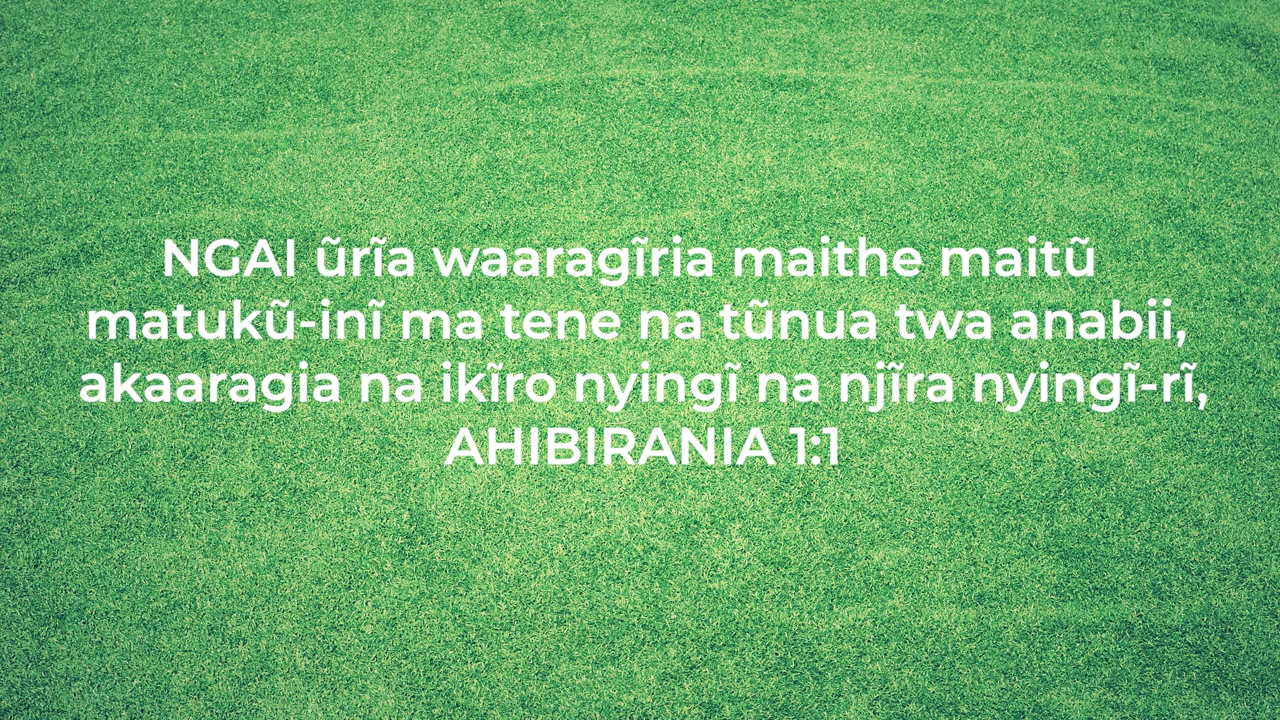 NGAI ũrĩa waaragĩria maithe maitũ
matukũ-inĩ ma tene na tũnua twa anabii,
akaaragia na ikĩro nyingĩ na njĩra nyingĩ-rĩ,
AHIBIRANIA 1:1